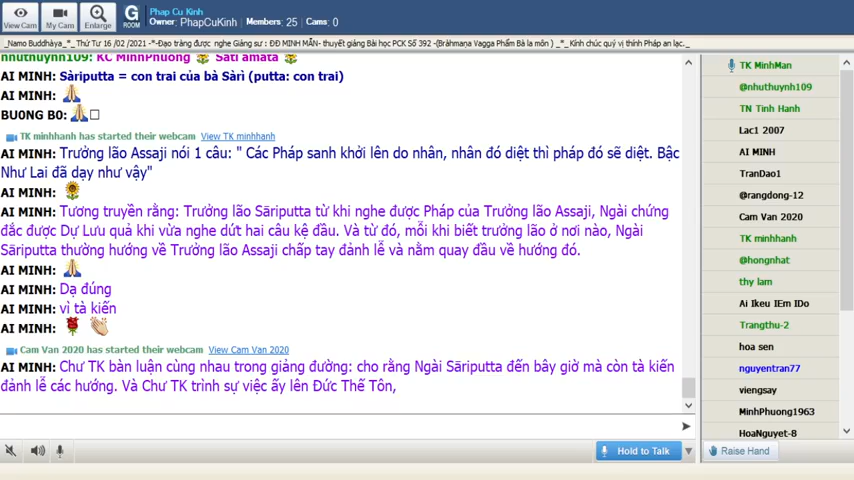 View Cam
My Cam
Enlarge
G ROOM
Phap Cu Kinh
Owner: PhapCuKinh | Members: 25 | Cams: 0
_Namo Buddhàya_*_ Thứ Tư 16 /02 /2021 -*-Đạo tràng được nghe Giảng sư : ĐĐ MINH MẪN- thuyết giảng Bài học PCK Số 392 -(Bràhmana Vagga Phẩm Bà la môn ) _*_ Kính chúc quý vị thính Pháp an lạc._
nhuthuynh109: KC MinhPhuong Sati amata
AI MINH: Sàriputta = con trai của bà Sàrì (putta: con trai)
AI MINH:
BU0NG B0:
TK minhhanh has started their webcam View TK minhhanh
AI MINH: Trưởng lão Assaji nói 1 câu: " Các Pháp sanh khởi lên do nhân, nhân đó diệt thì pháp đó sẽ diệt. Bậc
Như Lai đã dạy như vậy"
AI MINH:
AI MINH: Tương truyền rằng: Trưởng lão Sāriputta từ khi nghe được Pháp của Trưởng lão Assaji, Ngài chứng
đắc được Dự Lưu quả khi vừa nghe dứt hai câu kệ đầu. Và từ đó, mỗi khi biết trưởng lão ở nơi nào, Ngài
Sāriputta thường hướng về Trưởng lão Assaji chấp tay đảnh lễ và nằm quay đầu về hướng đó.
AI MINH:
AI MINH: Dạ đúng
AI MINH: vì tà kiến
AI MINH:
Cam Van 2020 has started their webcam View Cam Van 2020
AI MINH: Chư TK bàn luận cùng nhau trong giảng đường: cho rằng Ngài Sāriputta đến bây giờ mà còn tà kiến
đảnh lễ các hướng. Và Chư TK trình sự việc ấy lên Đức Thế Tôn,
Hold to Talk
Raise Hand
TK MinhMan
@nhuthuynh109
TN Tinh Hanh
Lac1 2007
AI MINH
TranDao1
@rangdong-12
Cam Van 2020
TK minhhanh
@hongnhat
thy lam
Ai Ikeu IEm IDo
Trangthu-2
hoa sen
nguyentran77
viengsay
MinhPhuong1963
HoaNguyet-8